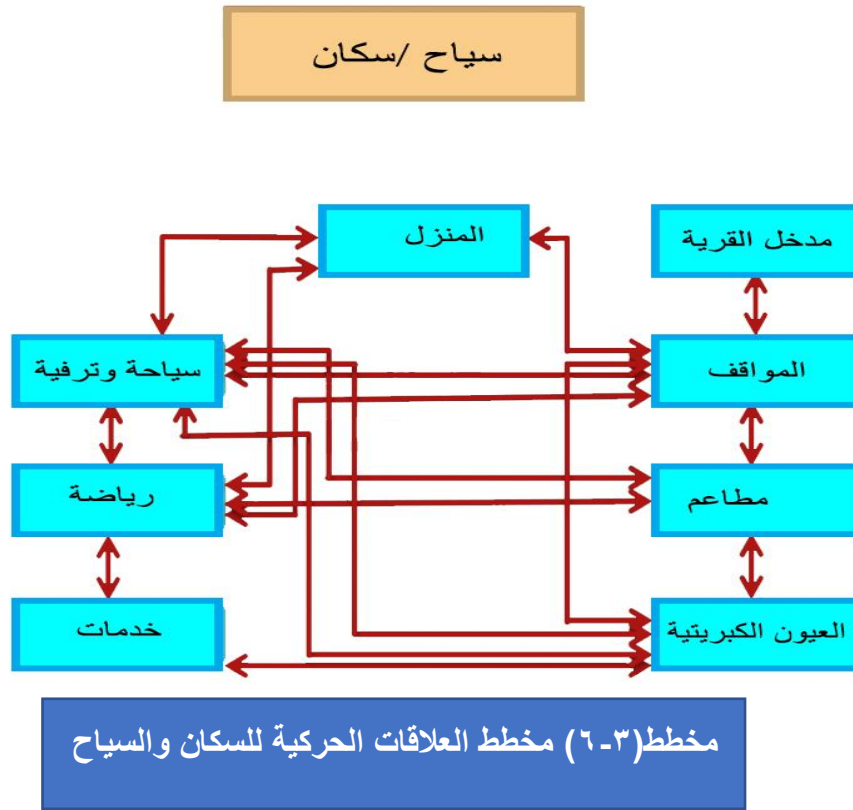 سياح /سكان
المنزل
مدخل القرية
سياحة وترفية
المواقف
رياضة
مطاعم
خدمات
العيون الكبريتية
مخطط(٣-٦) مخطط العلاقات الحركية للسكان والسياح